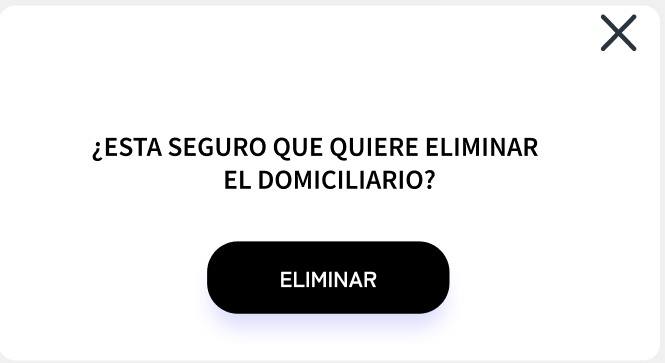 ¿ESTA SEGURO QUE QUIERE ELIMINAR
EL DOMICILIARIO?
ELIMINAR